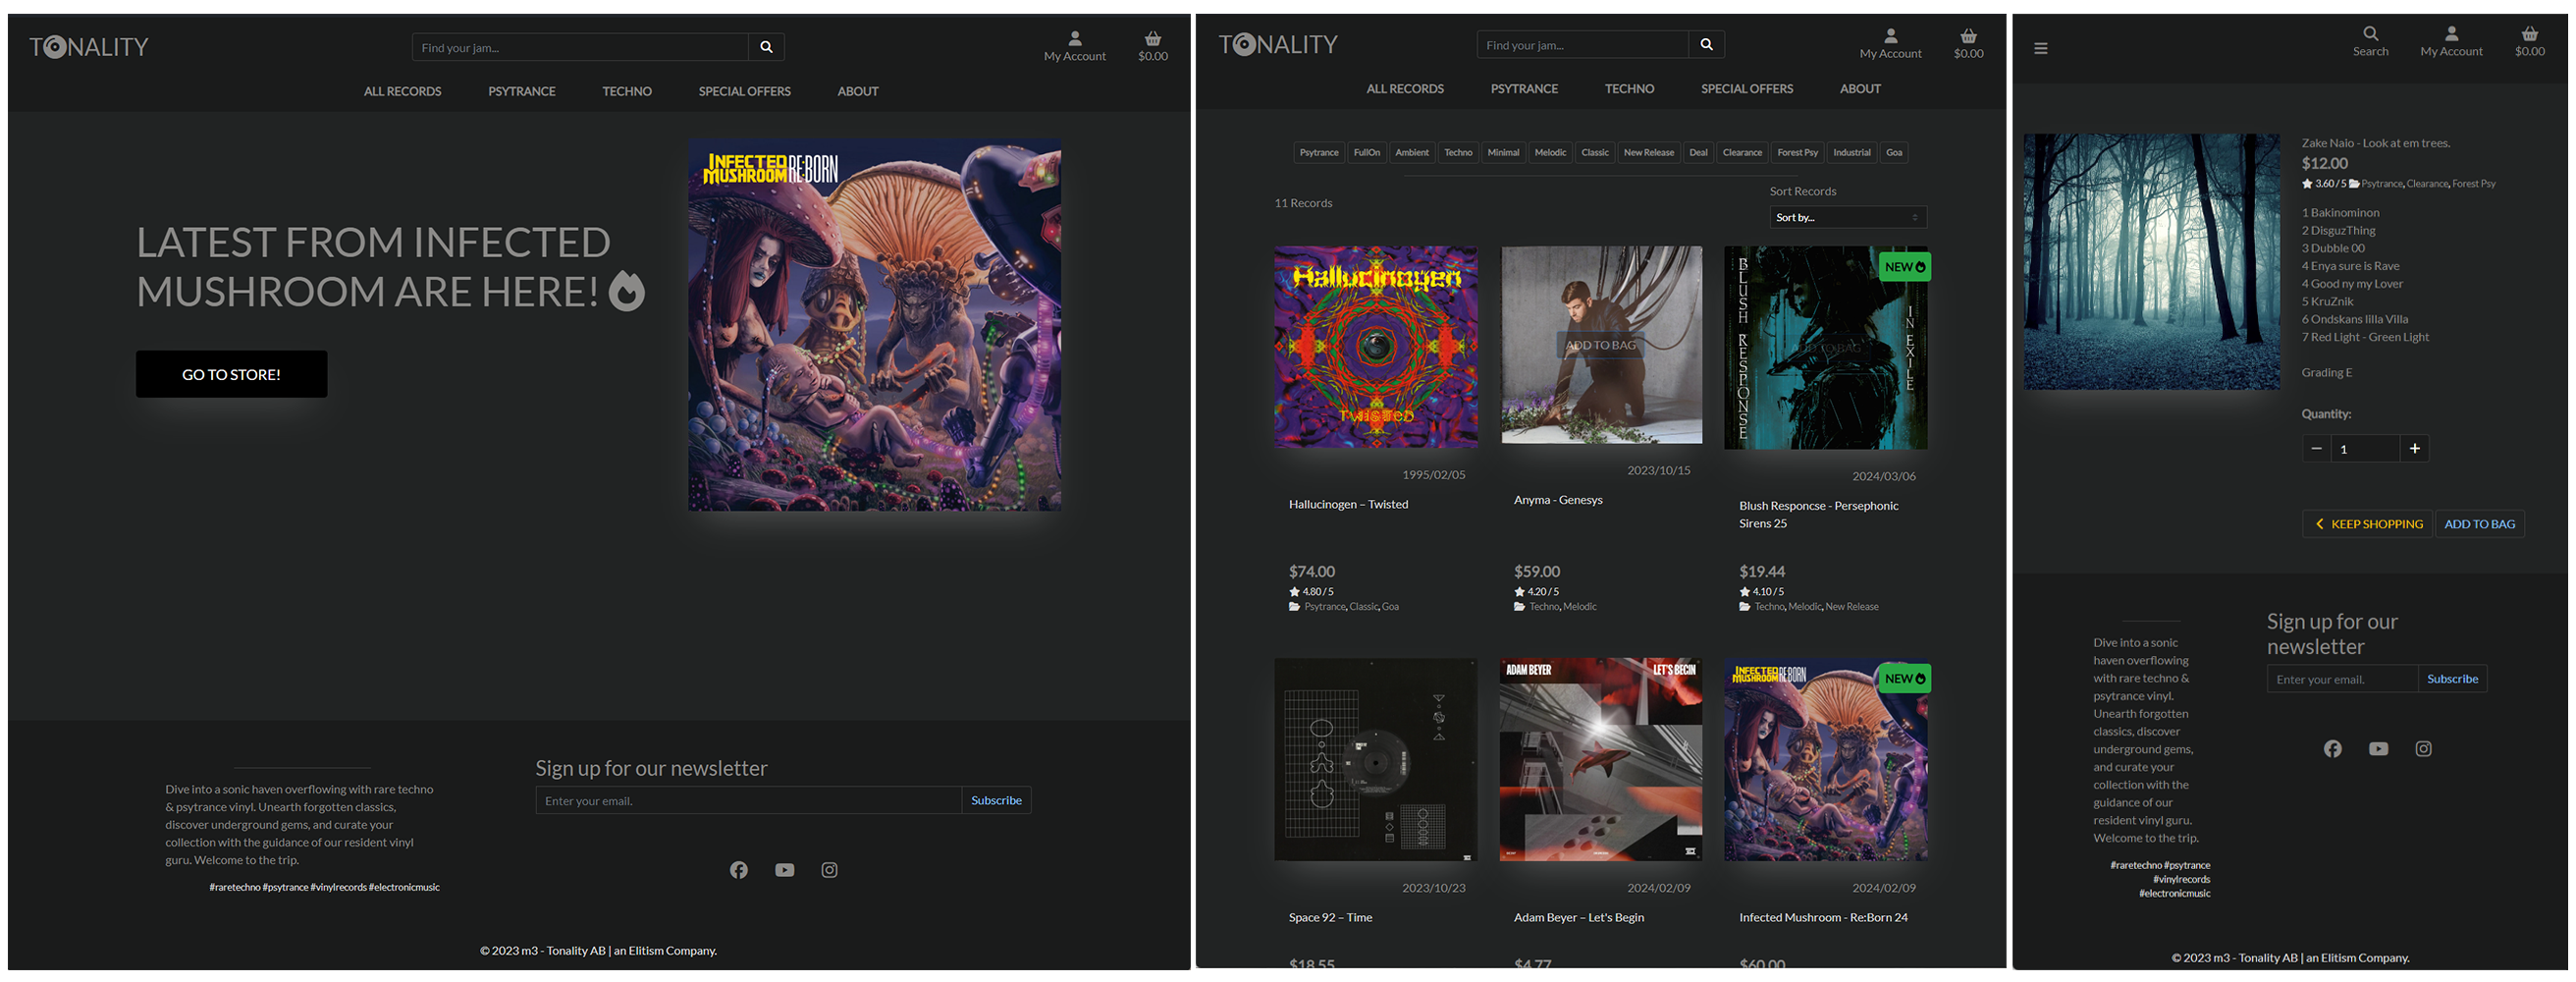 TONALITY
Find your jam...
My Account
$0.00
ALL RECORDS PSYTRANCE TECHNO SPECIAL OFFERS ABOUT
LATEST FROM INFECTED
MUSHROOM ARE HERE!
GO TO STORE!
INFECTED
MUSHROOM RE:BORN
Dive into a sonic haven overflowing with rare techno
& psytrance vinyl. Unearth forgotten classics,
discover underground gems, and curate your
collection with the guidance of our resident vinyl
guru. Welcome to the trip.
#raretechno #psytrance #vinylrecords #electronicmusic
Sign up for our newsletter
Enter your email. Subscribe
© 2023 m3 - Tonality AB | an Elitism Company.
TONALITY
Find your jam...
My Account
$0.00
ALL RECORDS PSYTRANCE TECHNO SPECIAL OFFERS ABOUT
Psytrance FullOn Ambient Techno Minimal Melodic Classic New Release Deal Clearance Forest Psy Industrial Goa
11 Records
Sort Records
Sort by...
Hallucinogen
TWISTED
1995/02/05
Hallucinogen – Twisted
$74.00
4.80 / 5
Psytrance, Classic, Goa
ADD TO BAG
2023/10/15
Anyma - Genesys
$59.00
4.20 / 5
Techno, Melodic
BLUSH RESPONSE
IN EXILE
NEW
ADD TO BAG
2024/03/06
Blush Responcse - Persephonic
Sirens 25
$19.44
4.10 / 5
Techno, Melodic, New Release
2023/10/23
Space 92 – Time
$18.55
ADAM BEYER LET'S BEGIN
2024/02/09
Adam Beyer – Let's Begin
$4.77
INFECTED
MUSHROOM RE:BORN
NEW
2024/02/09
Infected Mushroom - Re:Born 24
$60.00
Search
My Account
$0.00
Zake Nalo - Look at em trees.
$12.00
3.60 / 5 Psytrance, Clearance, Forest Psy
1 Bakinominon
2 DisguzThing
3 Dubble 00
4 Enya sure is Rave
4 Good ny my Lover
5 KruZnik
6 Ondskans lilla Villa
7 Red Light - Green Light
Grading E
Quantity:
1
KEEP SHOPPING ADD TO BAG
Dive into a sonic
haven overflowing
with rare techno &
psytrance vinyl.
Unearth forgotten
classics, discover
underground gems,
and curate your
collection with the
guidance of our
resident vinyl guru.
Welcome to the trip.
#raretechno #psytrance
#vinylrecords
#electronicmusic
Sign up for our
newsletter
Enter your email. Subscribe
© 2023 m3 - Tonality AB | an Elitism Company.